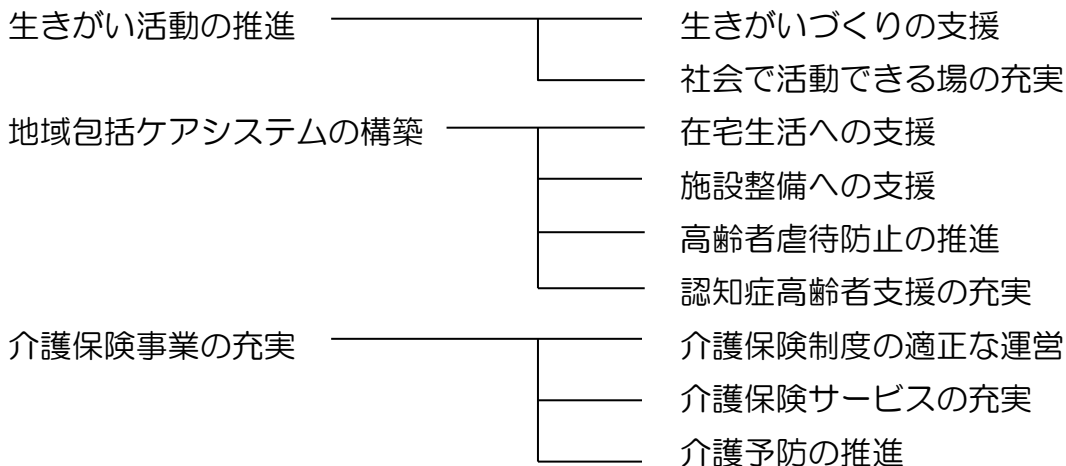 生きがい活動の推進 生きがいづくりの支援
社会で活動できる場の充実
地域包括ケアシステムの構築 在宅生活への支援
施設整備への支援
高齢者虐待防止の推進
認知症高齢者支援の充実
介護保険事業の充実 介護保険制度の適正な運営
介護保険サービスの充実
介護予防の推進